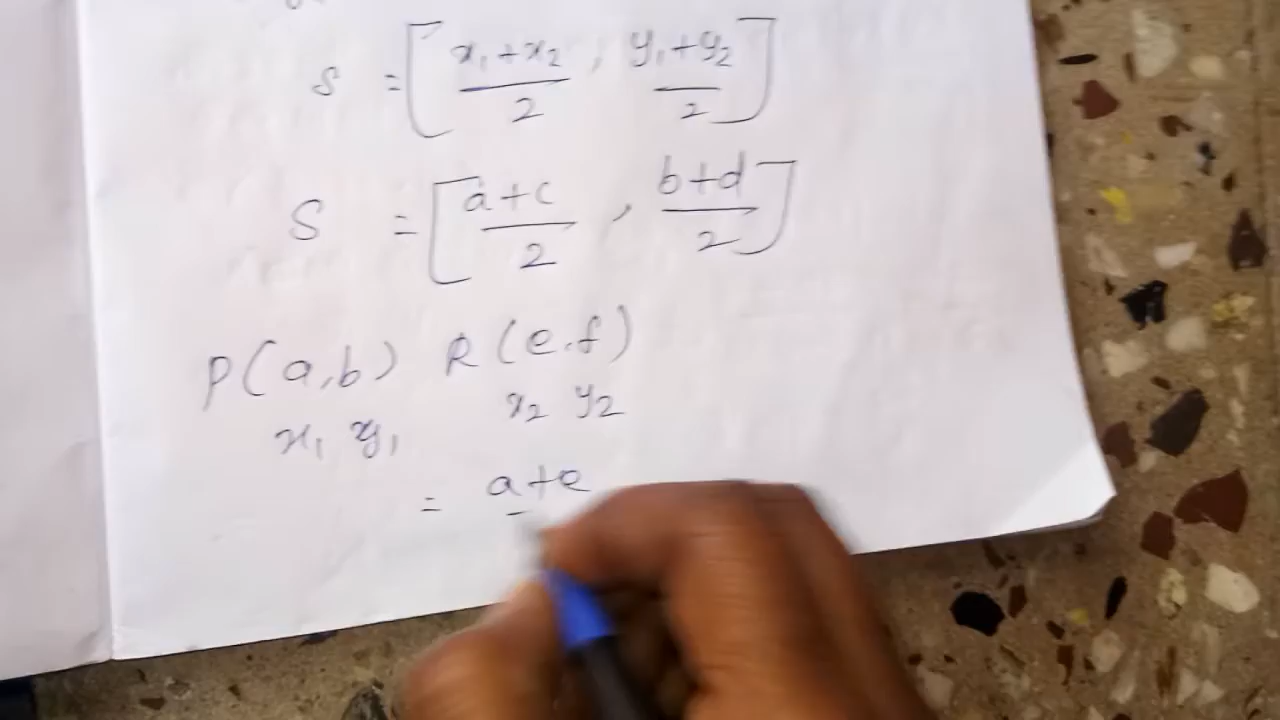 S = [ x₁+x₂/2 , y₁+y₂/2 ]
S = [ a+c/2 , b+d/2 ]
P(a,b) R(e.f)
x₁ y₁ x₂ y₂
= a+e